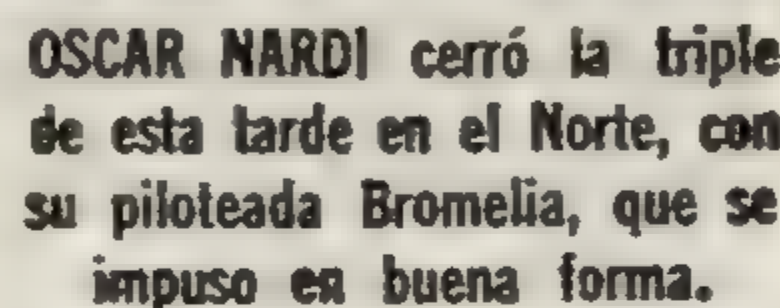 OSCAR NARDI cerró la triple
de esta tarde en el Norte, con
su piloteada Bromelia, que se
impuso en buena forma.